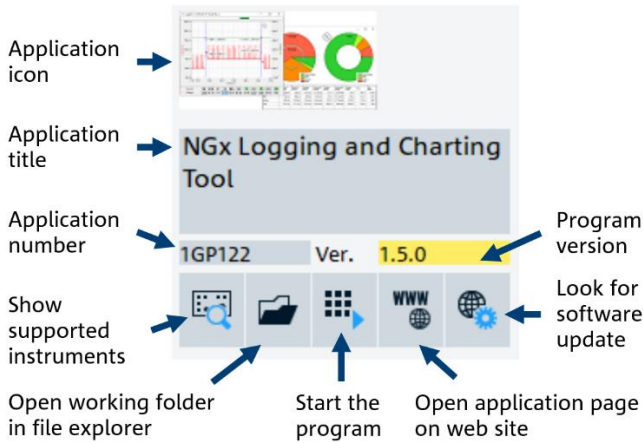 Application
icon
Application
title
NGx Logging and Charting
Tool
Application
number
1GP122
Ver.
1.5.0
Program
version
Show
supported
instruments
WWW
Look for
software
update
Open working folder
in file explorer
Start the
program
Open application page
on web site